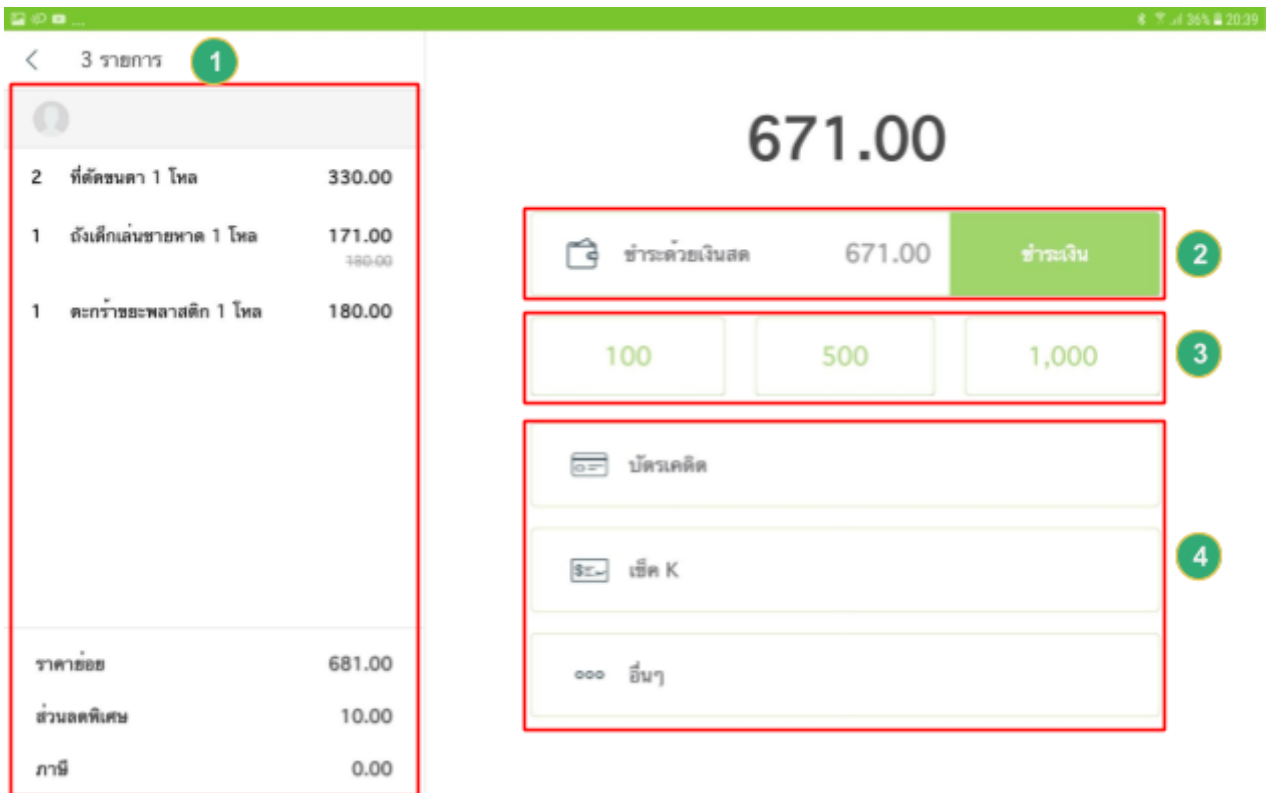 ... 36% 20:39
3 รายการ 1
2 ที่ดัดขนตา 1 โหล 330.00
1 ถังเด็กเล่นชายหาด 1 โหล 171.00
180.00
1 ตะกร้าขยะพลาสติก 1 โหล 180.00
ราคาย่อย 681.00
ส่วนลดพิเศษ 10.00
ภาษี 0.00
671.00
ชำระด้วยเงินสด 671.00 ชำระเงิน 2
100 500 1,000 3
บัตรเคดิต
เช็ค K
4
อื่นๆ